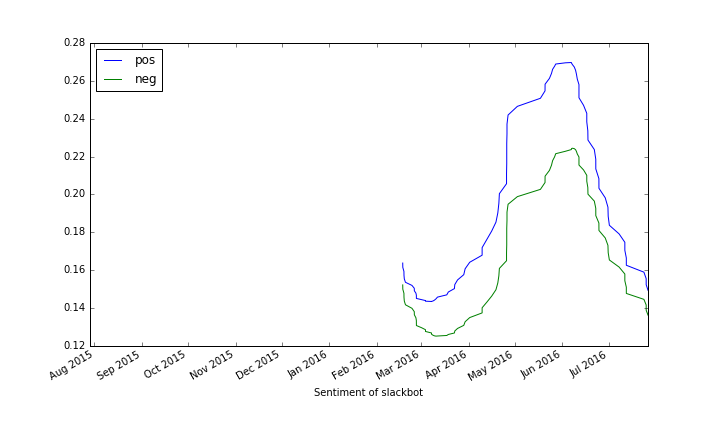 0.28
0.26
0.24
0.22
0.20
0.18
0.16
0.14
0.12
pos
neg
Aug 2015
Sep 2015
Oct 2015
Nov 2015
Dec 2015
Jan 2016
Feb 2016
Mar 2016
Apr 2016
May 2016
Jun 2016
Jul 2016
Sentiment of slackbot